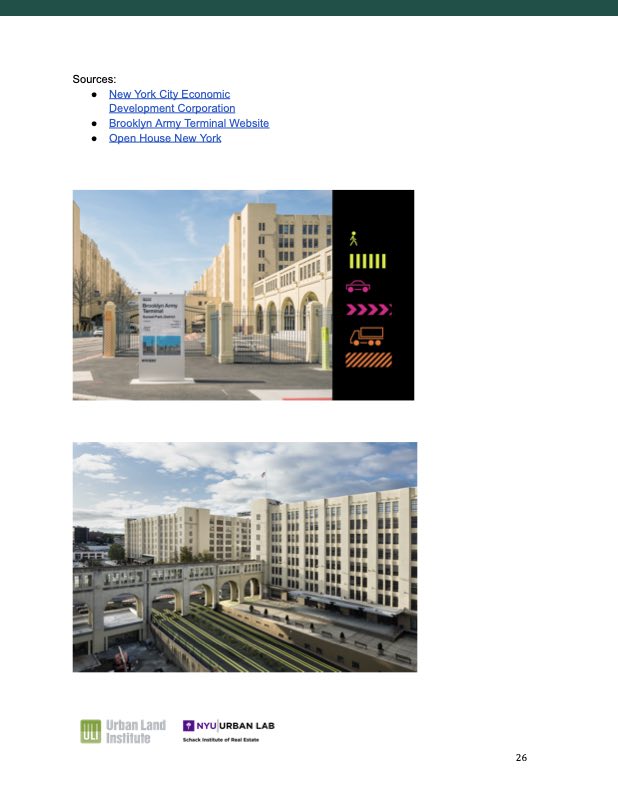 Sources:
● New York City Economic
Development Corporation
● Brooklyn Army Terminal Website
● Open House New York
Brooklyn Army
Terminal
Sunset Park District
ULI Urban Land
Institute
NYU URBAN LAB
Schack Institute of Real Estate
26